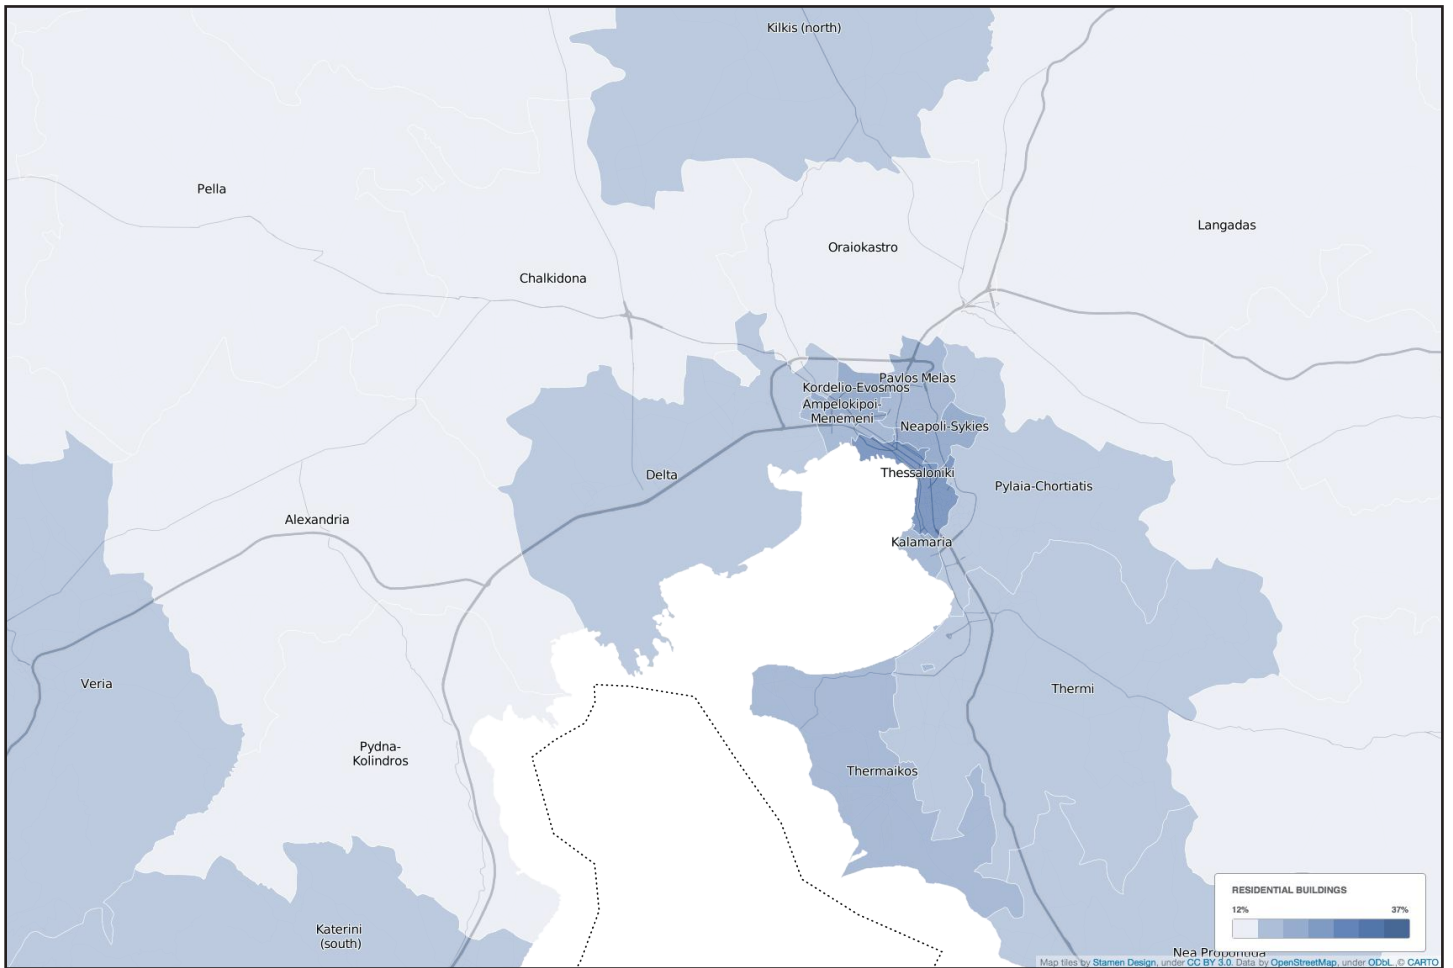 Kilkis (north)
Pella
Langadas
Oraiokastro
Chalkidona
Pavlos Melas
Kordelio-Evosmos
Ampelokipoi-
Menemeni
Neapoli-Sykies
Thessaloniki
Delta
Pylaia-Chortiatis
Alexandria
Kalamaria
Veria
Thermi
Pydna-
Kolindros
Thermaikos
RESIDENTIAL BUILDINGS
12% 37%
Katerini
(south)
Nea Propontida
Map tiles by Stamen Design, under CC BY 3.0. Data by OpenStreetMap, under ODbL. ,© CARTO